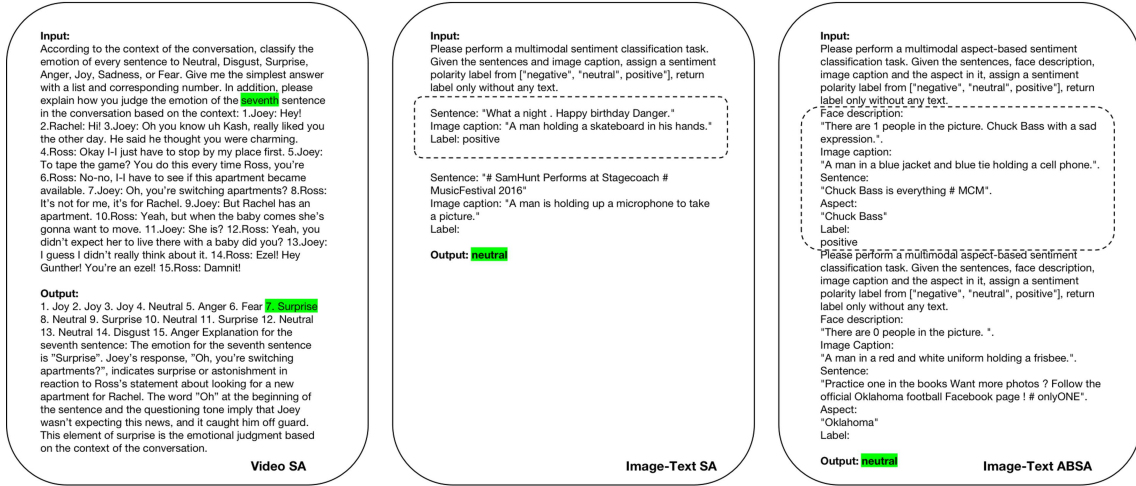 Input:
According to the context of the conversation, classify the
emotion of every sentence to Neutral, Disgust, Surprise,
Anger, Joy, Sadness, or Fear. Give me the simplest answer
with a list and corresponding number. In addition, please
explain how you judge the emotion of the seventh sentence
in the conversation based on the context: 1.Joey: Hey!
2.Rachel: Hi! 3.Joey: Oh you know uh Kash, really liked you
the other day. He said he thought you were charming.
4.Ross: Okay I-I just have to stop by my place first. 5.Joey:
To tape the game? You do this every time Ross, you're
6.Ross: No-no, I-I have to see if this apartment became
available. 7.Joey: Oh, you're switching apartments? 8.Ross:
It's not for me, it's for Rachel. 9.Joey: But Rachel has an
apartment. 10.Ross: Yeah, but when the baby comes she's
gonna want to move. 11.Joey: She is? 12.Ross: Yeah, you
didn't expect her to live there with a baby did you? 13.Joey:
I guess I didn't really think about it. 14.Ross: Ezel! Hey
Gunther! You're an ezel! 15.Ross: Damnit!
Output:
1. Joy 2. Joy 3. Joy 4. Neutral 5. Anger 6. Fear 7. Surprise
8. Neutral 9. Surprise 10. Neutral 11. Surprise 12. Neutral
13. Neutral 14. Disgust 15. Anger Explanation for the
seventh sentence: The emotion for the seventh sentence
is "Surprise". Joey's response, "Oh, you're switching
apartments?", indicates surprise or astonishment in
reaction to Ross's statement about looking for a new
apartment for Rachel. The word "Oh" at the beginning of
the sentence and the questioning tone imply that Joey
wasn't expecting this news, and it caught him off guard.
This element of surprise is the emotional judgment based
on the context of the conversation.
Video SA
Input:
Please perform a multimodal sentiment classification task.
Given the sentences and image caption, assign a sentiment
polarity label from ["negative", "neutral", positive"], return
label only without any text.
Sentence: "What a night . Happy birthday Danger."
Image caption: "A man holding a skateboard in his hands."
Label: positive
Sentence: "# SamHunt Performs at Stagecoach #
MusicFestival 2016"
Image caption: "A man is holding up a microphone to take
a picture."
Label:
Output: neutral
Image-Text SA
Input:
Please perform a multimodal aspect-based sentiment
classification task. Given the sentences, face description,
image caption and the aspect in it, assign a sentiment
polarity label from ["negative", "neutral", positive"], return
label only without any text.
Face description:
"There are 1 people in the picture. Chuck Bass with a sad
expression.".
Image caption:
"A man in a blue jacket and blue tie holding a cell phone.".
Sentence:
"Chuck Bass is everything # MCM".
Aspect:
"Chuck Bass"
Label:
positive
Please perform a multimodal aspect-based sentiment
classification task. Given the sentences, face description,
image caption and the aspect in it, assign a sentiment
polarity label from ["negative", "neutral", positive"], return
label only without any text.
Face description:
"There are 0 people in the picture. ".
Image Caption:
"A man in a red and white uniform holding a frisbee.".
Sentence:
"Practice one in the books Want more photos ? Follow the
official Oklahoma football Facebook page ! # onlyONE".
Aspect:
"Oklahoma"
Label:
Output: neutral
Image-Text ABSA